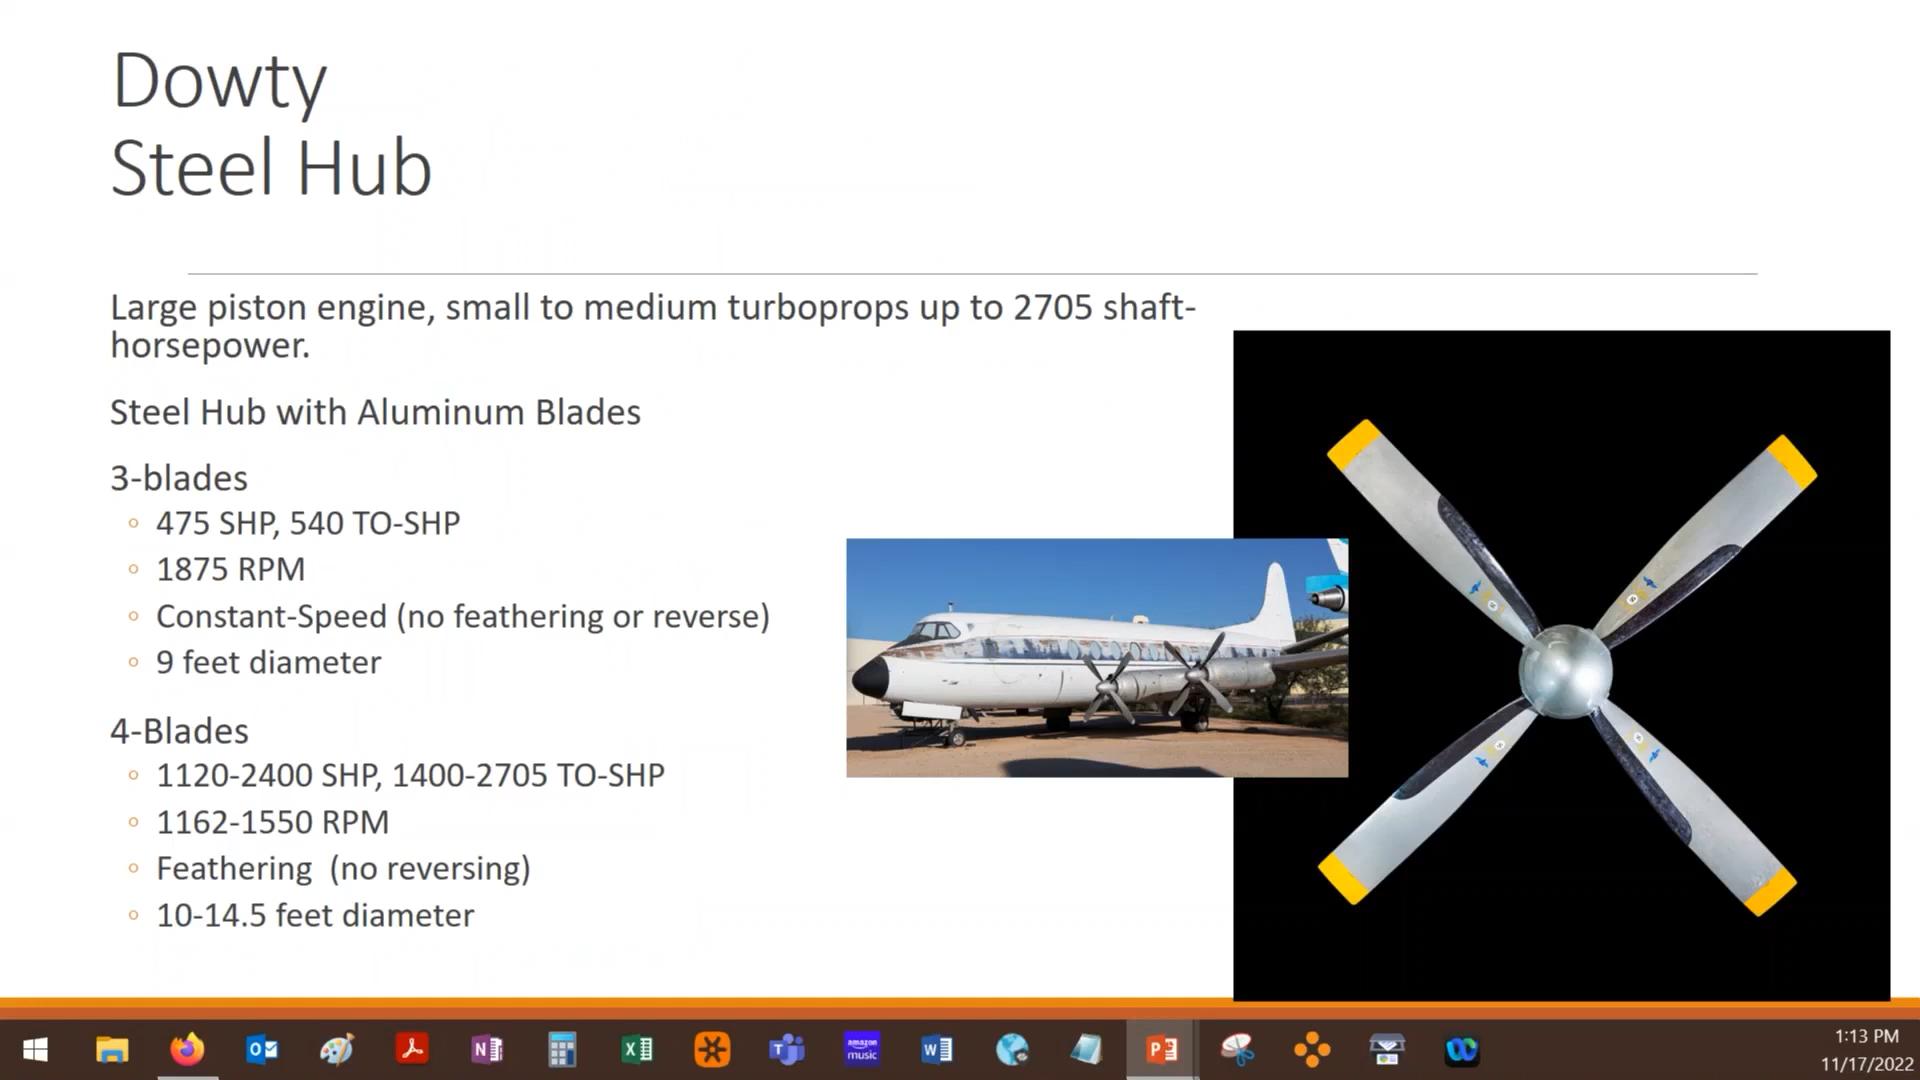 Dowty
Steel Hub
Large piston engine, small to medium turboprops up to 2705 shaft-
horsepower.
Steel Hub with Aluminum Blades
3-blades
475 SHP, 540 TO-SHP
1875 RPM
Constant-Speed (no feathering or reverse)
9 feet diameter
4-Blades
1120-2400 SHP, 1400-2705 TO-SHP
1162-1550 RPM
Feathering (no reversing)
10-14.5 feet diameter
amazon
music
1:13 PM
11/17/2022